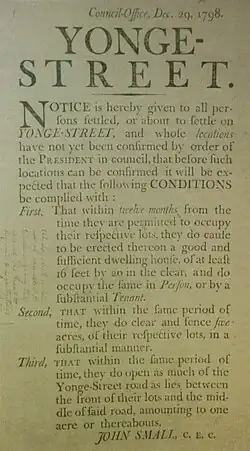 Council-Office, Dec. 29, 1798.
YONGE-
STREET.
NOTICE is hereby given to all per-
sons settled, or about to settle on
YONGE-STREET, and whose locations
have not yet been confirmed by order of
the PRESIDENT in council, that before such
locations can be confirmed it will be ex-
pected that the following CONDITIONS
be complied with:
First, That within twelve months from the
time they are permitted to occupy
their respective lots, they do cause
to be erected thereon a good and
sufficient dwelling house, of at least
16 feet by 20 in the clear, and do
occupy the same in Person, or by a
substantial Tenant.
Second, THAT within the same period of
time, they do clear and fence five
acres, of their respective lots, in a
substantial manner.
Third, THAT within the same period of
time, they do open as much of the
Yonge-Street road as lies between
the front of their lots and the mid-
dle of said road, amounting to one
acre or thereabouts.
JOHN SMALL, C. E. C.